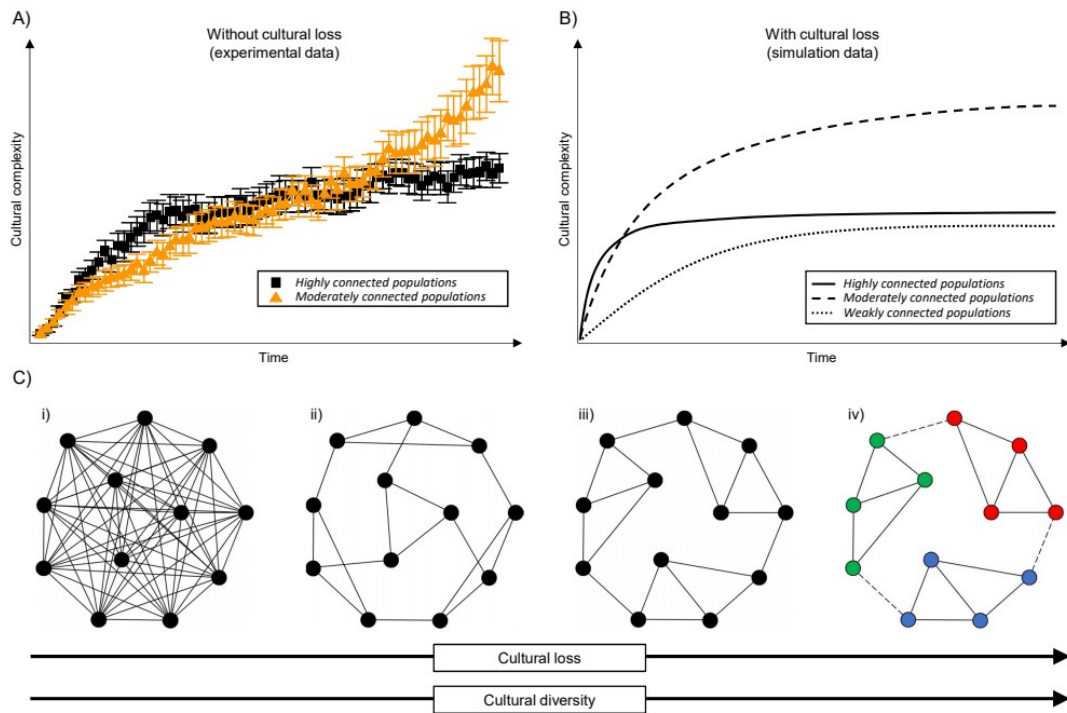 A)
Without cultural loss
(experimental data)
Cultural complexity
Highly connected populations
Moderately connected populations
Time
B)
With cultural loss
(simulation data)
Cultural complexity
Highly connected populations
Moderately connected populations
Weakly connected populations
Time
C)
i)
ii)
iii)
iv)
Cultural loss
Cultural diversity